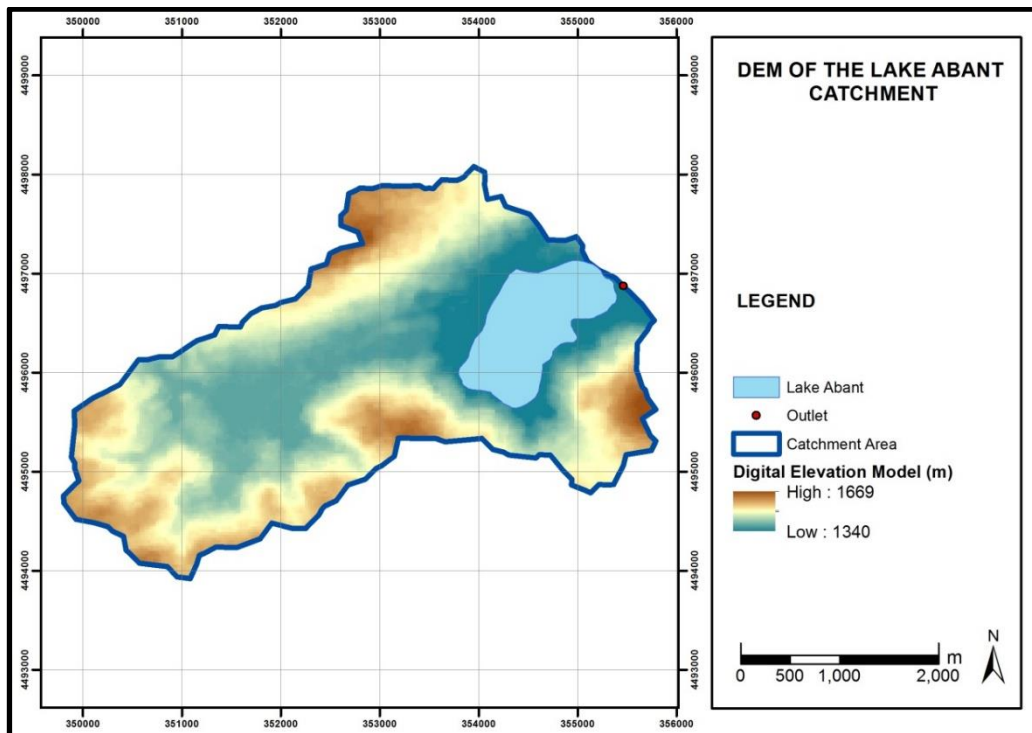 350000 351000 352000 353000 354000 355000 356000
4499000 4499000
4498000 4498000
4497000 4497000
4496000 4496000
4495000 4495000
4494000 4494000
4493000 4493000
350000 351000 352000 353000 354000 355000 356000
DEM OF THE LAKE ABANT
CATCHMENT
LEGEND
Lake Abant
Outlet
Catchment Area
Digital Elevation Model (m)
High : 1669
Low : 1340
N
m
0 500 1,000 2,000